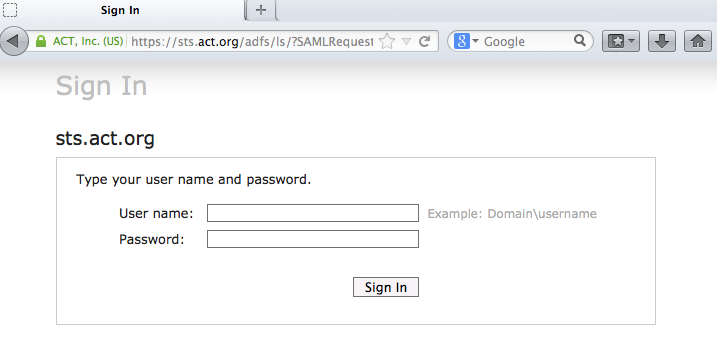 Sign In
ACT, Inc. (US) https://sts.act.org/adfs/ls/?SAMLRequest Google
Sign In
sts.act.org
Type your user name and password.
User name: Example: Domain\username
Password:
Sign In